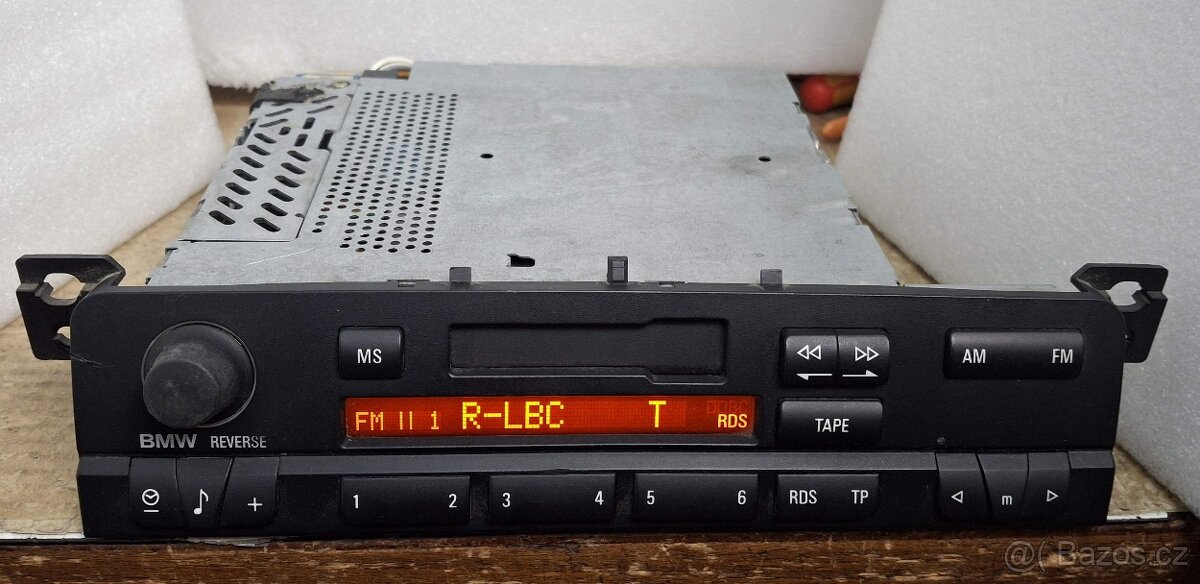 MS
AM FM
FM II 1 R-LBC T RDS
TAPE
BMW REVERSE
+ 1 2 3 4 5 6 RDS TP m
@( Bazos.cz